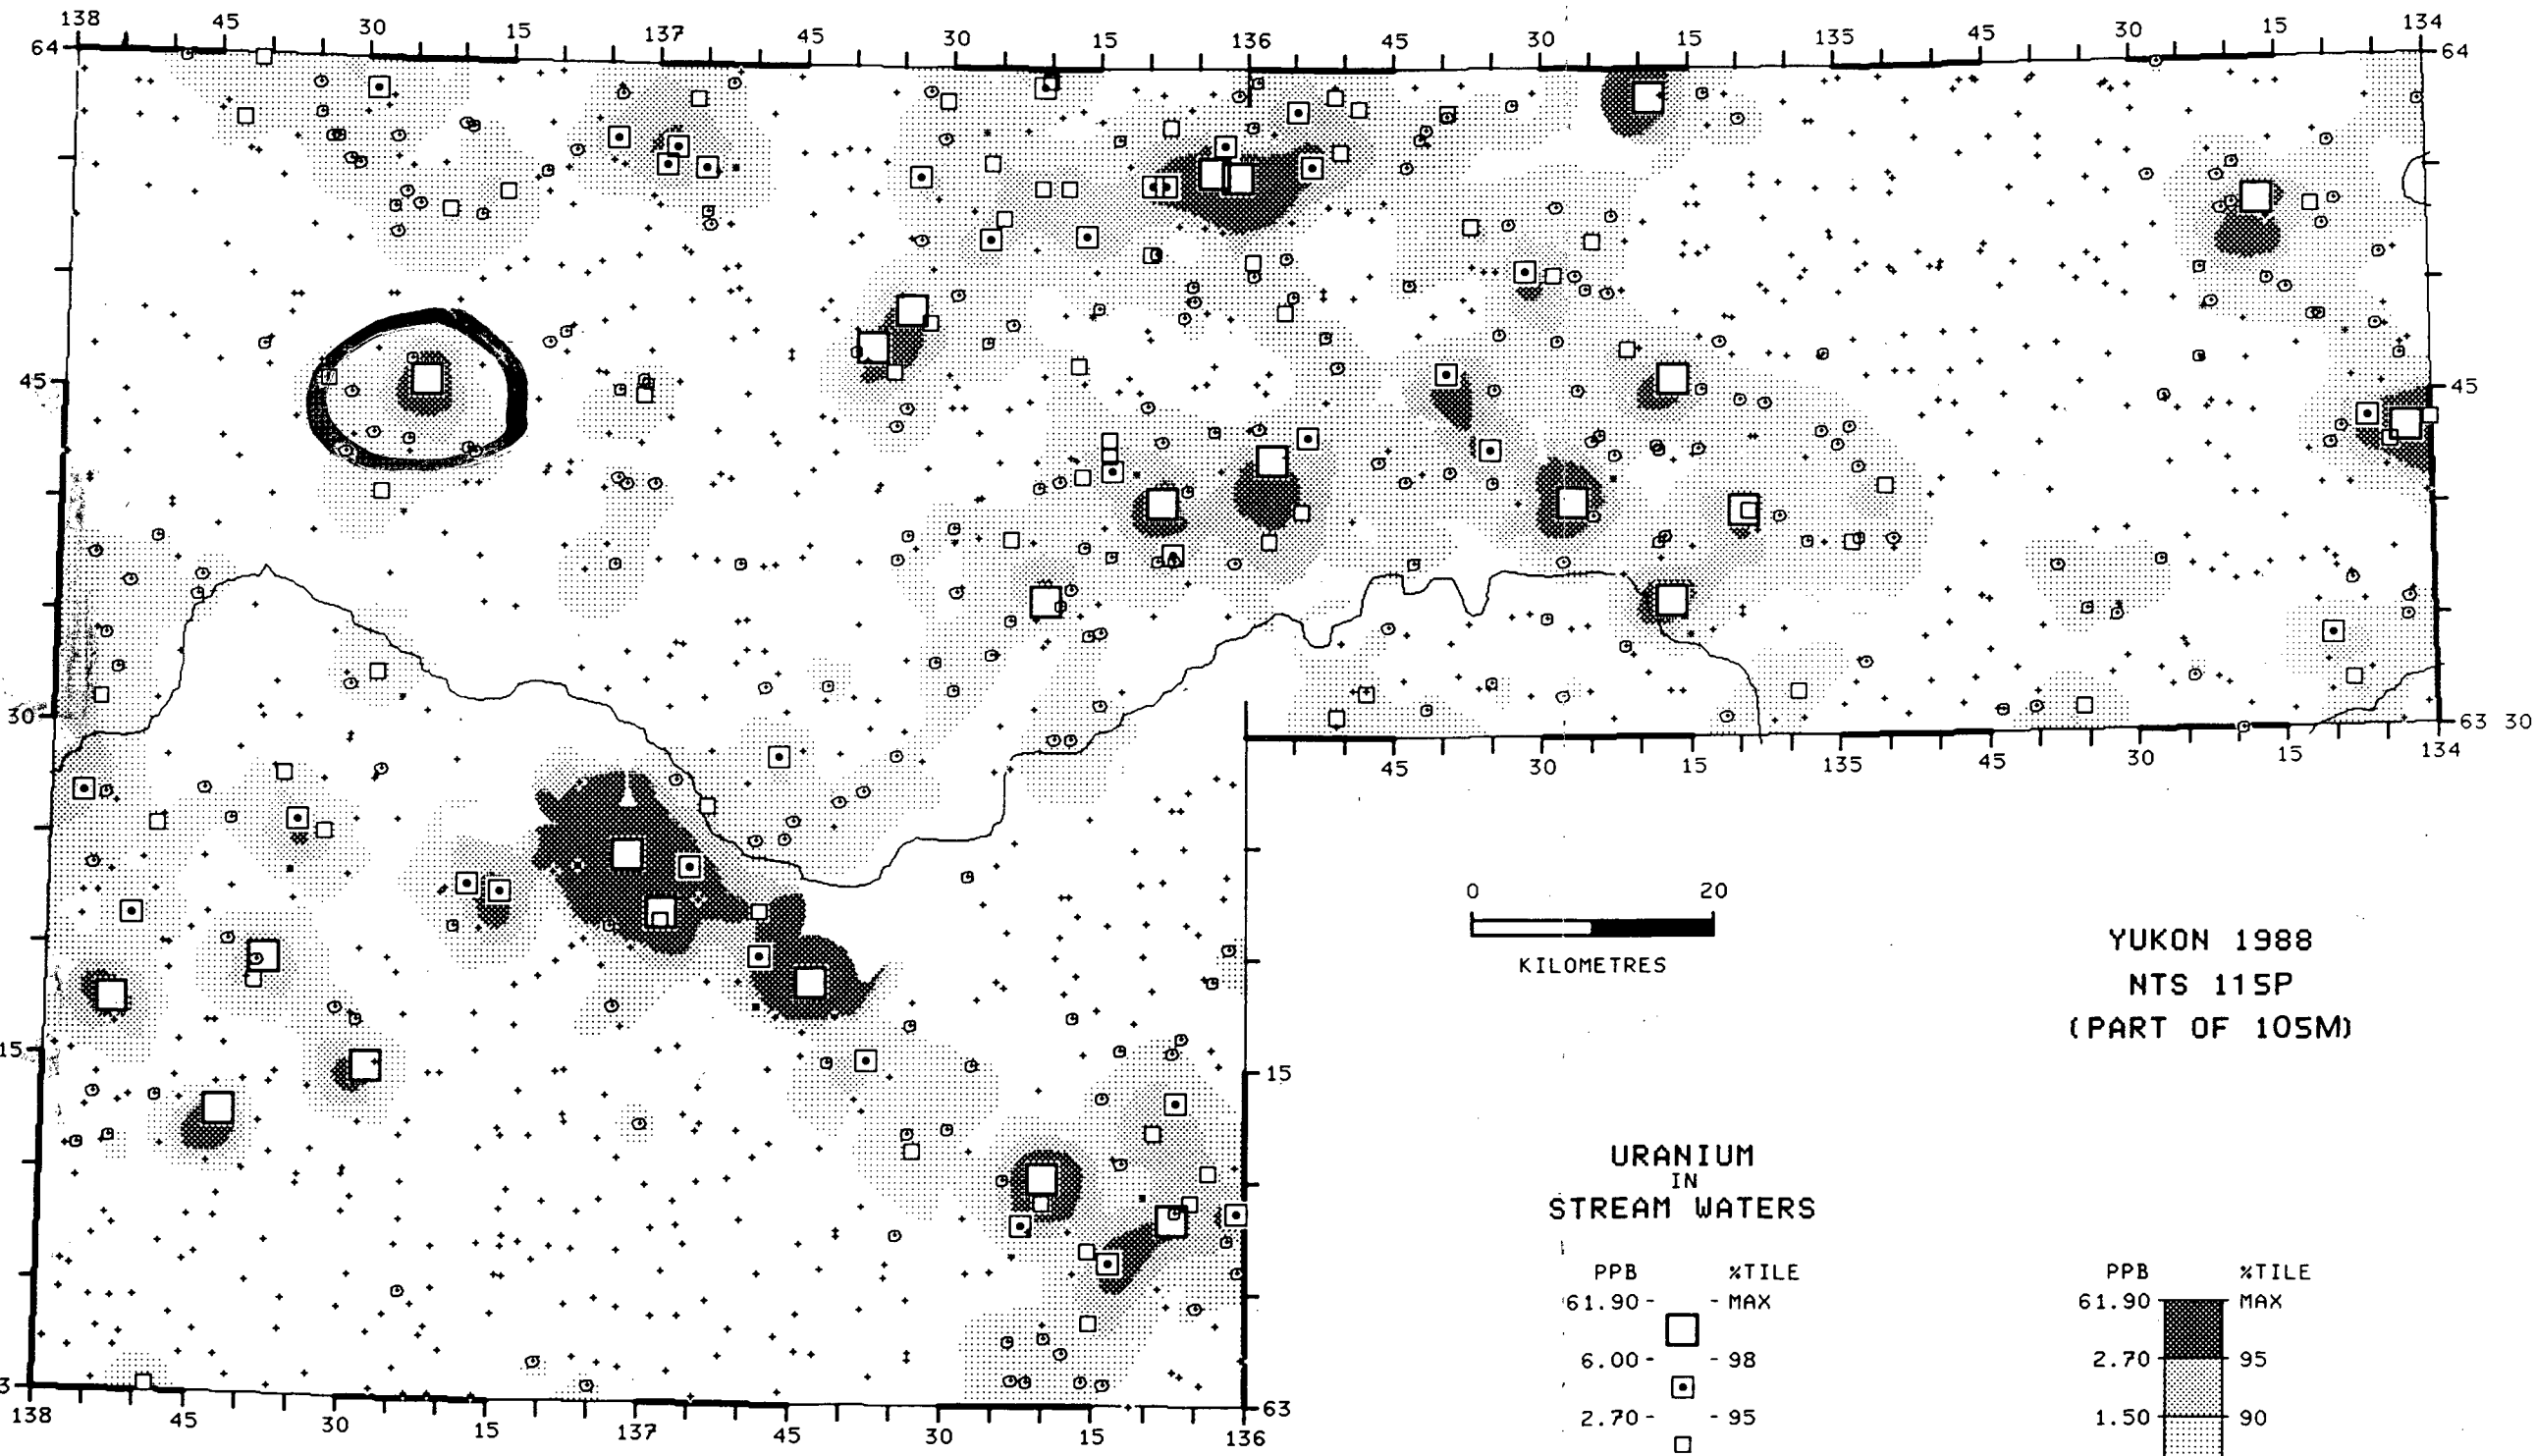 138 45 30 15 137 45 30 15 136 45 30 15 135 45 30 15 134
64 64
45 45
30 63 30
45 30 15 135 45 30 15 134
0 20
KILOMETRES
YUKON 1988
NTS 115P
(PART OF 105M)
15 15
URANIUM
IN
STREAM WATERS
PPB %TILE PPB %TILE
61.90 - - MAX 61.90 MAX
6.00 - - 98 2.70 95
2.70 - - 95 1.50 90
3 63
138 45 30 15 137 45 30 15 136